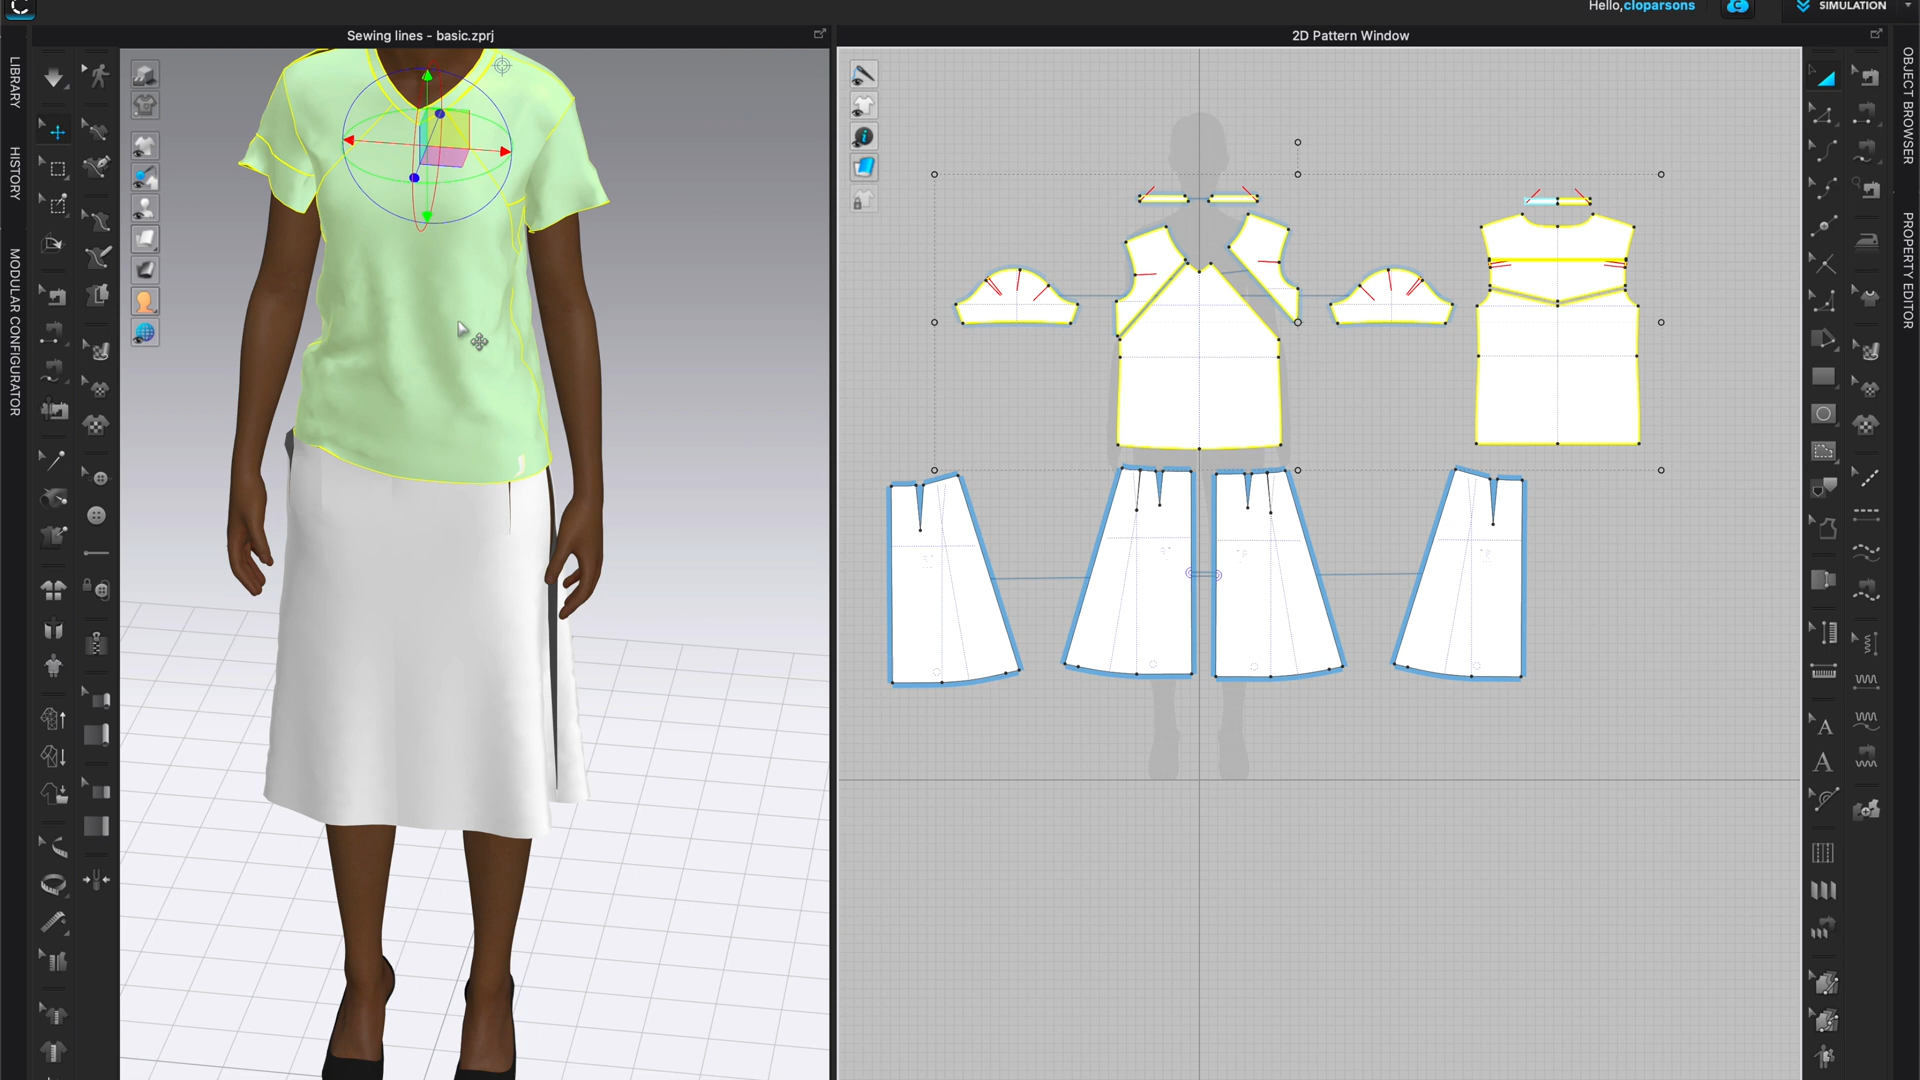 Hello,cloparsons
SIMULATION
Sewing lines - basic.zprj
2D Pattern Window
LIBRARY
HISTORY
MODULAR CONFIGURATOR
OBJECT BROWSER
PROPERTY EDITOR